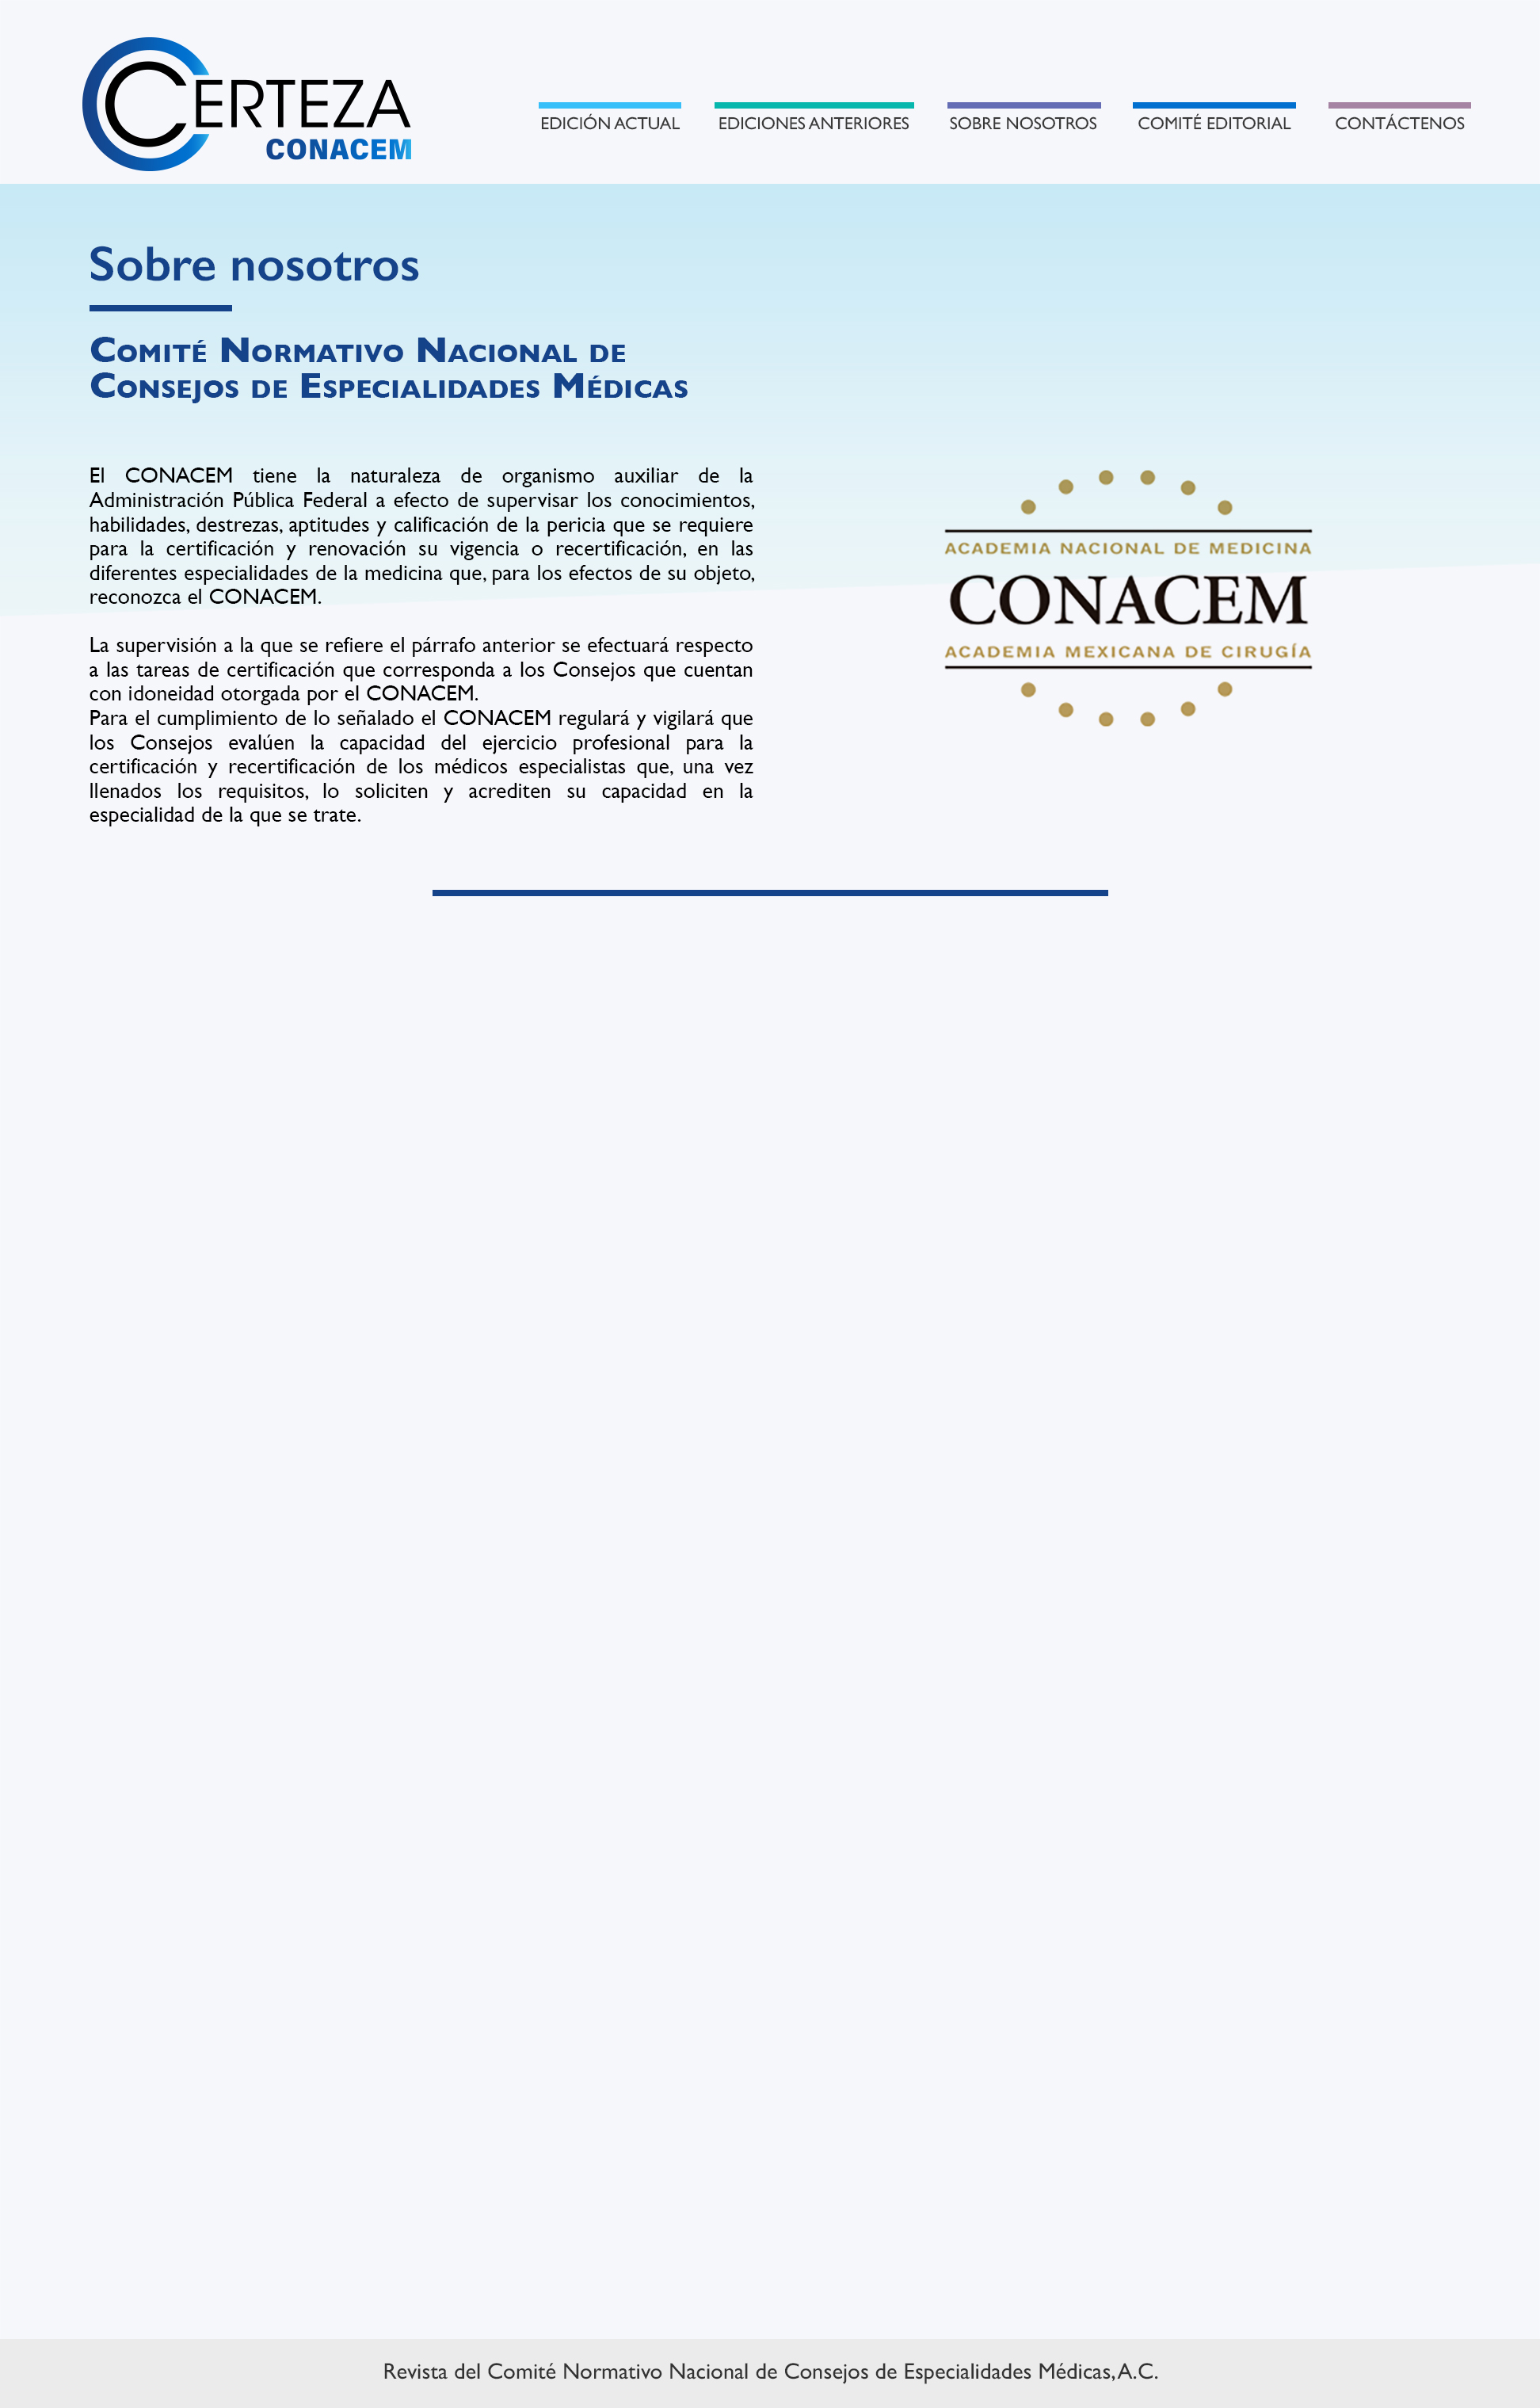 CERTEZA
CONACEM
EDICIÓN ACTUAL
EDICIONES ANTERIORES
SOBRE NOSOTROS
COMITÉ EDITORIAL
CONTÁCTENOS
Sobre nosotros
Comité Normativo Nacional de
Consejos de Especialidades Médicas
El CONACEM tiene la naturaleza de organismo auxiliar de la
Administración Pública Federal a efecto de supervisar los conocimientos,
habilidades, destrezas, aptitudes y calificación de la pericia que se requiere
para la certificación y renovación su vigencia o recertificación, en las
diferentes especialidades de la medicina que, para los efectos de su objeto,
reconozca el CONACEM.
La supervisión a la que se refiere el párrafo anterior se efectuará respecto
a las tareas de certificación que corresponda a los Consejos que cuentan
con idoneidad otorgada por el CONACEM.
Para el cumplimiento de lo señalado el CONACEM regulará y vigilará que
los Consejos evalúen la capacidad del ejercicio profesional para la
certificación y recertificación de los médicos especialistas que, una vez
llenados los requisitos, lo soliciten y acrediten su capacidad en la
especialidad de la que se trate.
ACADEMIA NACIONAL DE MEDICINA
CONACEM
ACADEMIA MEXICANA DE CIRUGÍA
Revista del Comité Normativo Nacional de Consejos de Especialidades Médicas, A.C.